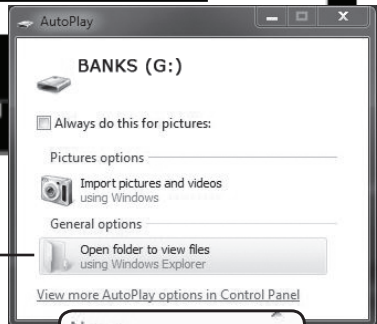 AutoPlay
BANKS (G:)
Always do this for pictures:
Pictures options
Import pictures and videos
using Windows
General options
Open folder to view files
using Windows Explorer
View more AutoPlay options in Control Panel